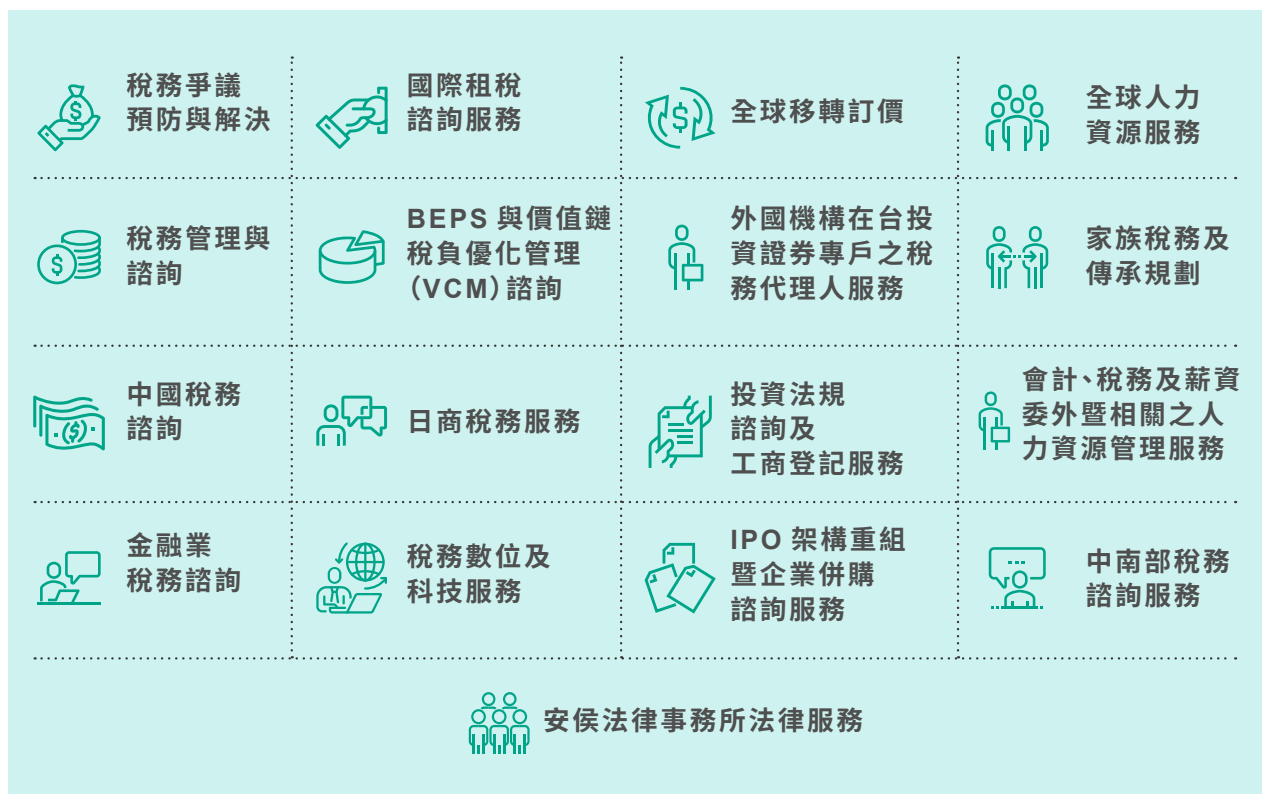 稅務爭議
預防與解決
國際租稅
諮詢服務
全球移轉訂價
全球人力
資源服務
稅務管理與
諮詢
BEPS 與價值鏈
稅負優化管理
（VCM）諮詢
外國機構在台投
資證券專戶之稅
務代理人服務
家族稅務及
傳承規劃
中國稅務
諮詢
日商稅務服務
投資法規
諮詢及
工商登記服務
會計、稅務及薪資
委外暨相關之人
力資源管理服務
金融業
稅務諮詢
稅務數位及
科技服務
IPO 架構重組
暨企業併購
諮詢服務
中南部稅務
諮詢服務
安侯法律事務所法律服務